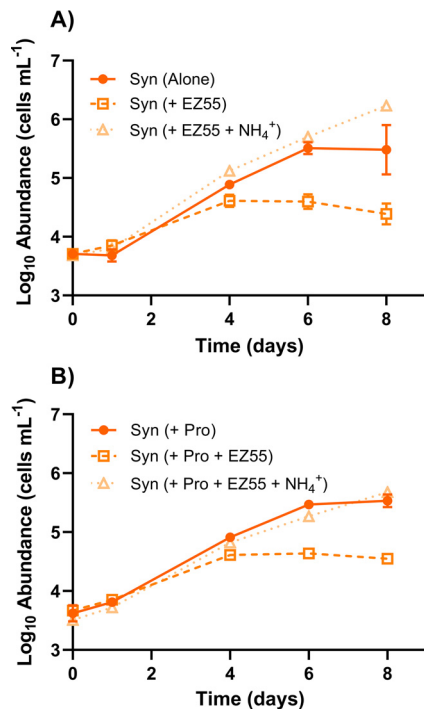 A)
Log₁₀ Abundance (cells mL⁻¹)
7
6
5
4
3
Syn (Alone)
Syn (+ EZ55)
Syn (+ EZ55 + NH₄⁺)
0 2 4 6 8
Time (days)
B)
Log₁₀ Abundance (cells mL⁻¹)
7
6
5
4
3
Syn (+ Pro)
Syn (+ Pro + EZ55)
Syn (+ Pro + EZ55 + NH₄⁺)
0 2 4 6 8
Time (days)